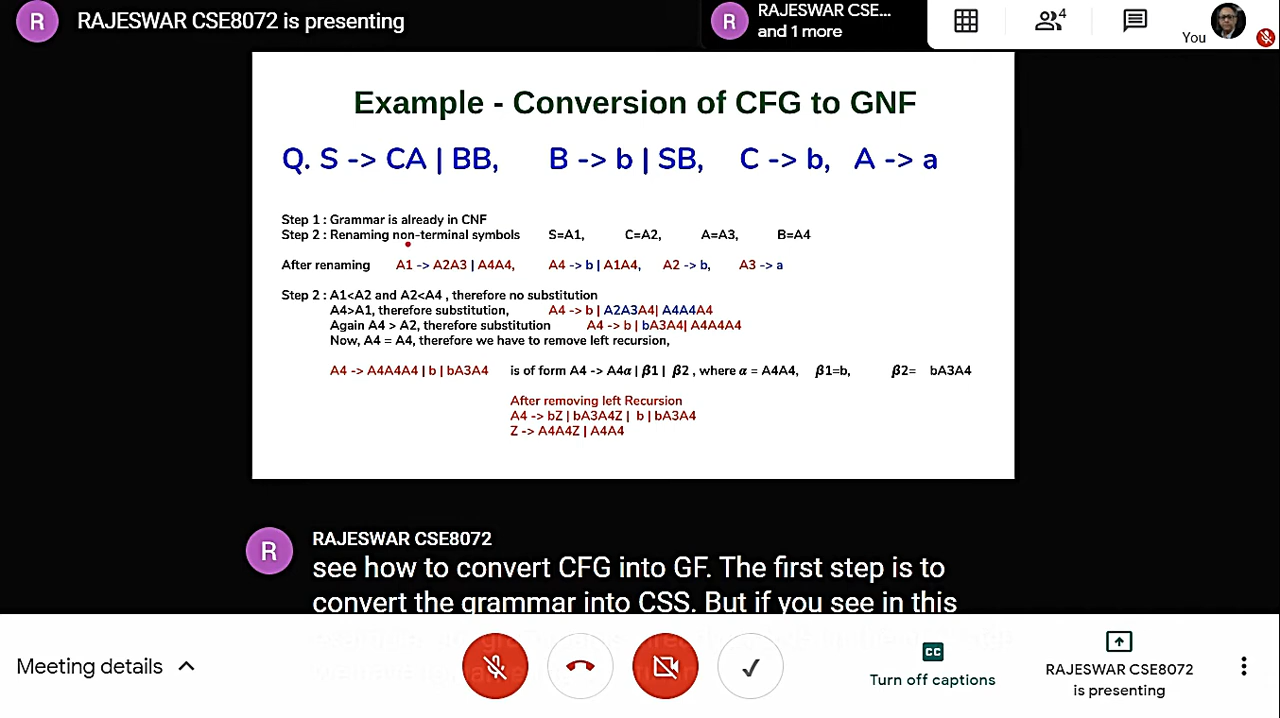 R
RAJESWAR CSE8072 is presenting
R
RAJESWAR CSE...
and 1 more
4
You
Example - Conversion of CFG to GNF
Q. S -> CA | BB, B -> b | SB, C -> b, A -> a
Step 1 : Grammar is already in CNF
Step 2 : Renaming non-terminal symbols S=A1, C=A2, A=A3, B=A4
After renaming A1 -> A2A3 | A4A4, A4 -> b | A1A4, A2 -> b, A3 -> a
Step 2 : A1<A2 and A2<A4 , therefore no substitution
A4>A1, therefore substitution, A4 -> b | A2A3A4| A4A4A4
Again A4 > A2, therefore substitution A4 -> b | bA3A4| A4A4A4
Now, A4 = A4, therefore we have to remove left recursion,
A4 -> A4A4A4 | b | bA3A4 is of form A4 -> A4α | β1 | β2 , where α = A4A4, β1=b, β2= bA3A4
After removing left Recursion
A4 -> bZ | bA3A4Z | b | bA3A4
Z -> A4A4Z | A4A4
R
RAJESWAR CSE8072
see how to convert CFG into GF. The first step is to
convert the grammar into CSS. But if you see in this
Meeting details
CC
Turn off captions
RAJESWAR CSE8072
is presenting